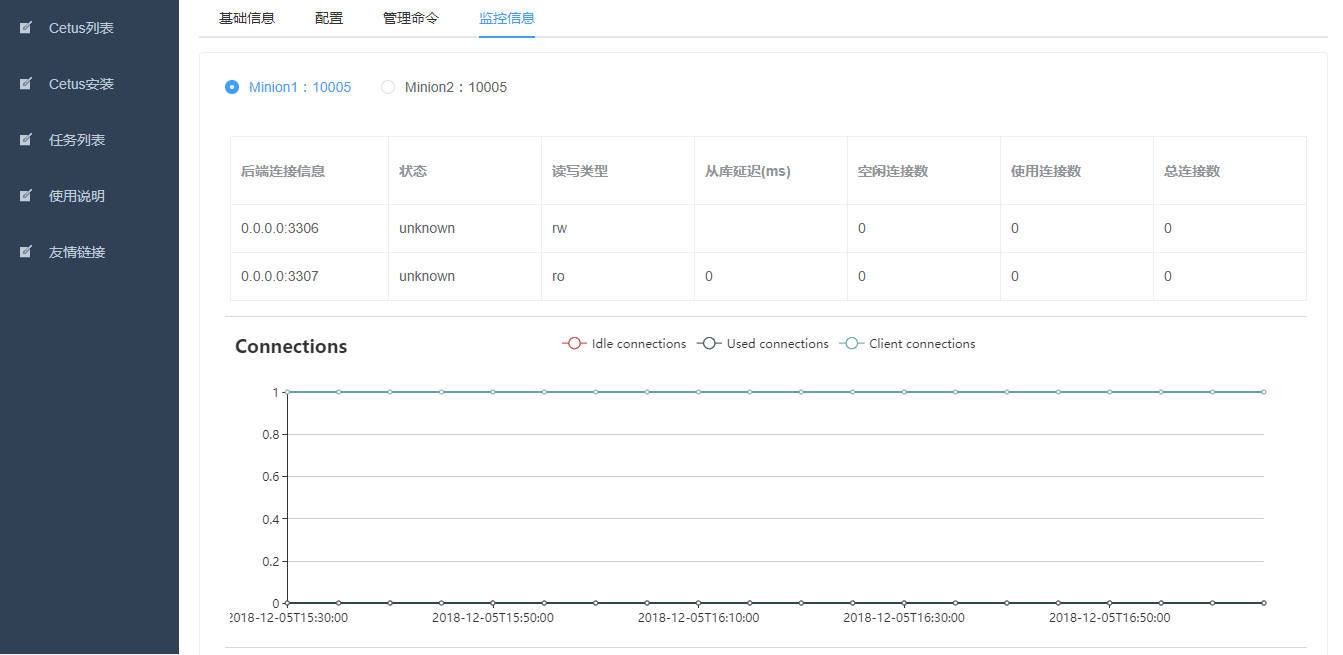 Cetus列表
Cetus安装
任务列表
使用说明
友情链接
基础信息 配置 管理命令 监控信息
Minion1：10005 Minion2：10005
后端连接信息 状态 读写类型 从库延迟(ms) 空闲连接数 使用连接数 总连接数
0.0.0.0:3306 unknown rw 0 0 0
0.0.0.0:3307 unknown ro 0 0 0 0
Connections
Idle connections Used connections Client connections
1
0.8
0.6
0.4
0.2
0
2018-12-05T15:30:00 2018-12-05T15:50:00 2018-12-05T16:10:00 2018-12-05T16:30:00 2018-12-05T16:50:00